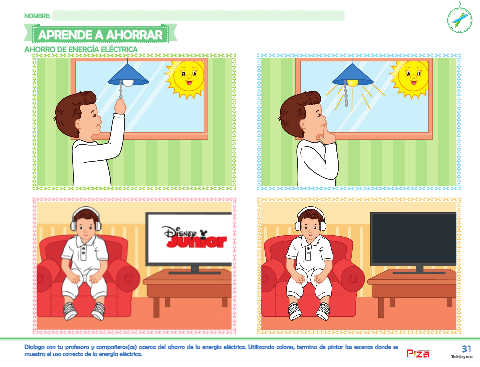 NOMBRE:
APRENDE A AHORRAR
AHORRO DE ENERGÍA ELÉCTRICA
Disney
Junior
Dialoga con tu profesora y compañeros(as) acerca del ahorro de la energía eléctrica. Utilizando colores, termina de pintar las escenas donde se
muestra el uso correcto de la energía eléctrica.
31